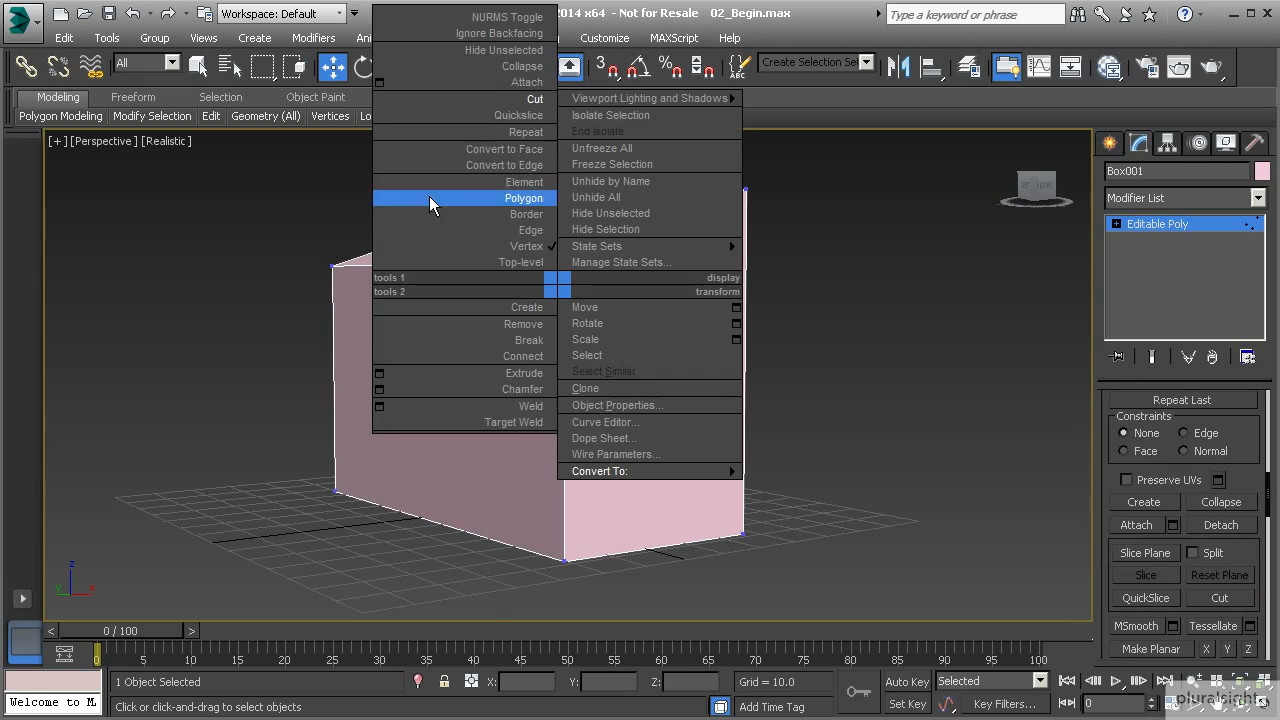 Workspace: Default
2014 x64 - Not for Resale 02_Begin.max
Type a keyword or phrase
Edit Tools Group Views Create Modifiers Customize MAXScript Help
All
Create Selection Se
Modeling Freeform Selection Object Paint
Polygon Modeling Modify Selection Edit Geometry (All) Vertices
[+] [Perspective] [Realistic]
NURMS Toggle
Ignore Backfacing
Hide Unselected
Collapse
Attach
Cut
Quickslice
Repeat
Convert to Face
Convert to Edge
Element
Polygon
Border
Edge
Vertex
Top-level
tools 1
tools 2
Create
Remove
Break
Connect
Extrude
Chamfer
Weld
Target Weld
Viewport Lighting and Shadows
Isolate Selection
End Isolate
Unfreeze All
Freeze Selection
Unhide by Name
Unhide All
Hide Unselected
Hide Selection
State Sets
Manage State Sets...
display
transform
Move
Rotate
Scale
Select
Select Similar
Clone
Object Properties...
Curve Editor...
Dope Sheet...
Wire Parameters...
Convert To:
Box001
Modifier List
Editable Poly
Repeat Last
Constraints
None Edge
Face Normal
Preserve UVs
Create Collapse
Attach Detach
Slice Plane Split
Slice Reset Plane
QuickSlice Cut
MSmooth Tessellate
Make Planar X Y Z
z
y x
< 0 / 100 >
0 5 10 15 20 25 30 35 40 45 50 55 60 65 70 75 80 85 90 95 100
1 Object Selected X: Y: Z: Grid = 10.0 Auto Key Selected
Welcome to M Click or click-and-drag to select objects Add Time Tag Set Key Key Filters... 0
pluralsight